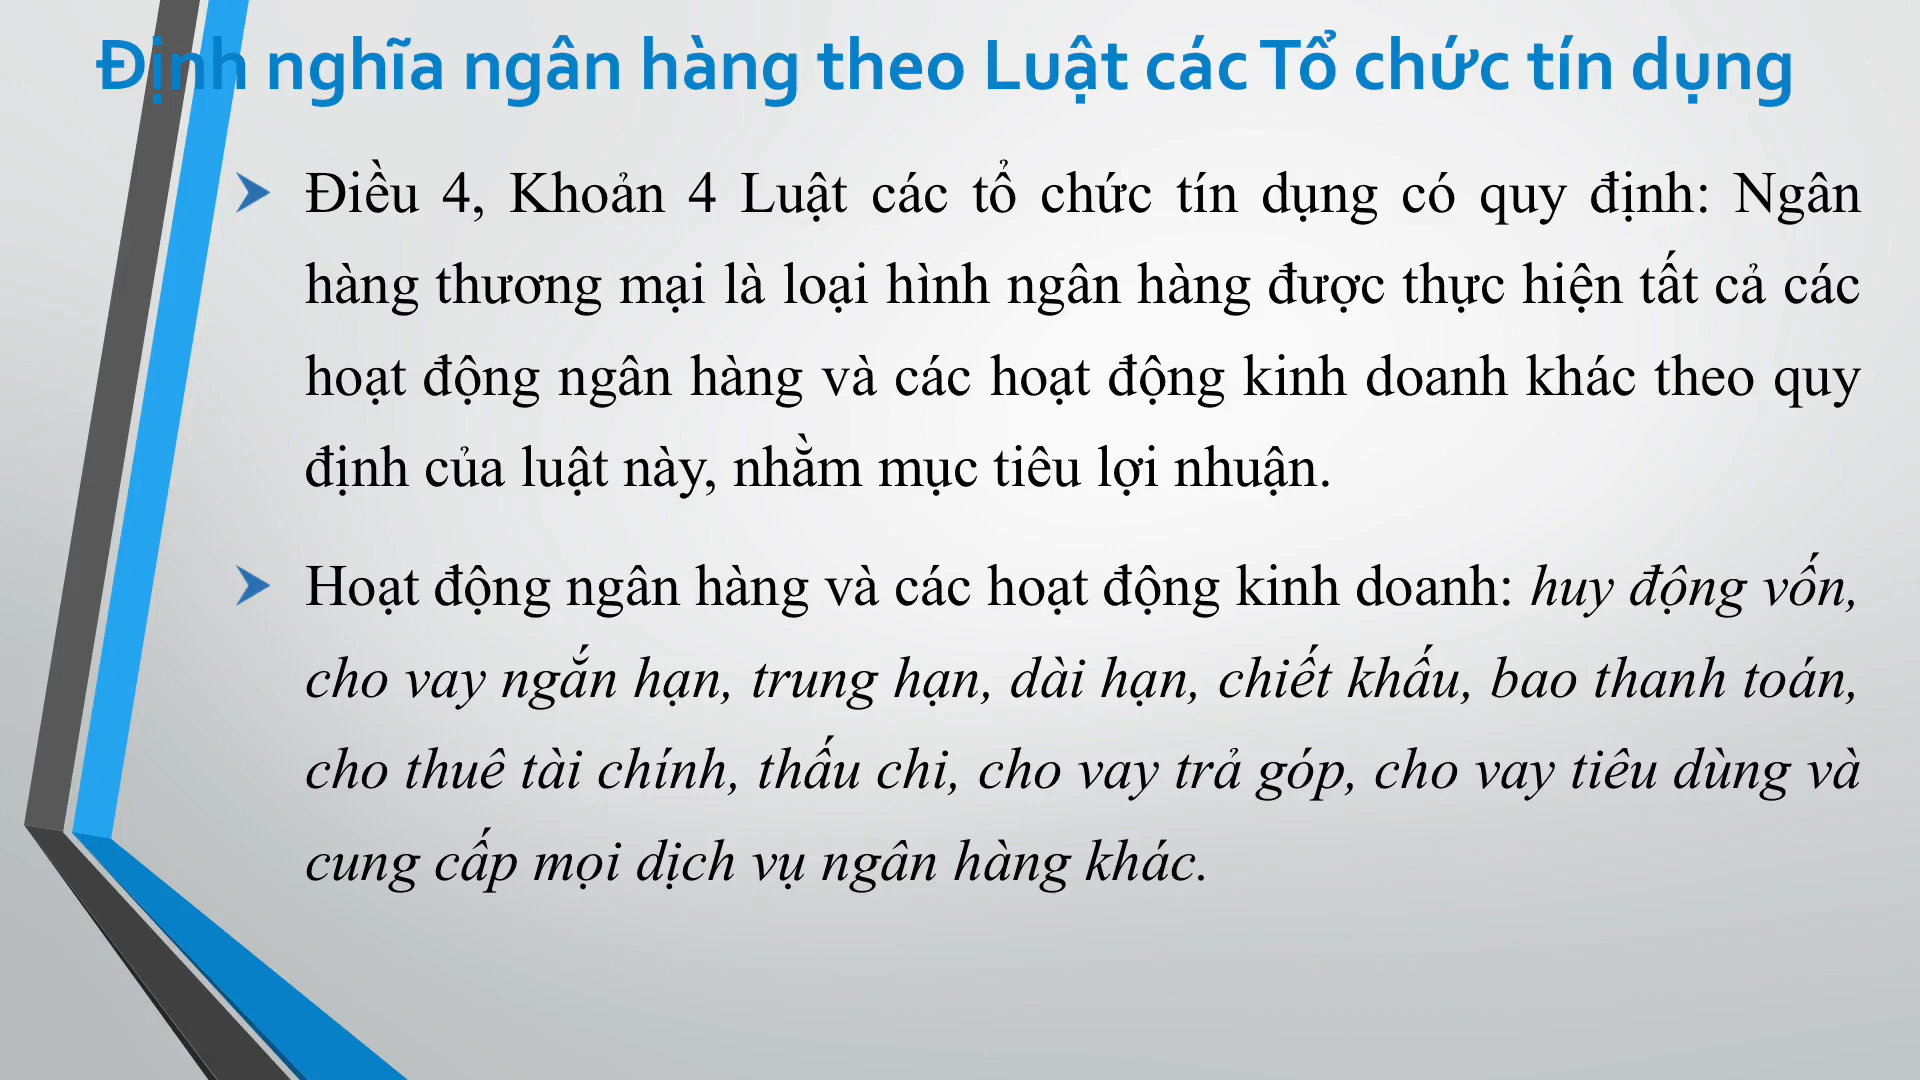 Định nghĩa ngân hàng theo Luật các Tổ chức tín dụng
Điều 4, Khoản 4 Luật các tổ chức tín dụng có quy định: Ngân
hàng thương mại là loại hình ngân hàng được thực hiện tất cả các
hoạt động ngân hàng và các hoạt động kinh doanh khác theo quy
định của luật này, nhằm mục tiêu lợi nhuận.
Hoạt động ngân hàng và các hoạt động kinh doanh: huy động vốn,
cho vay ngắn hạn, trung hạn, dài hạn, chiết khấu, bao thanh toán,
cho thuê tài chính, thấu chi, cho vay trả góp, cho vay tiêu dùng và
cung cấp mọi dịch vụ ngân hàng khác.